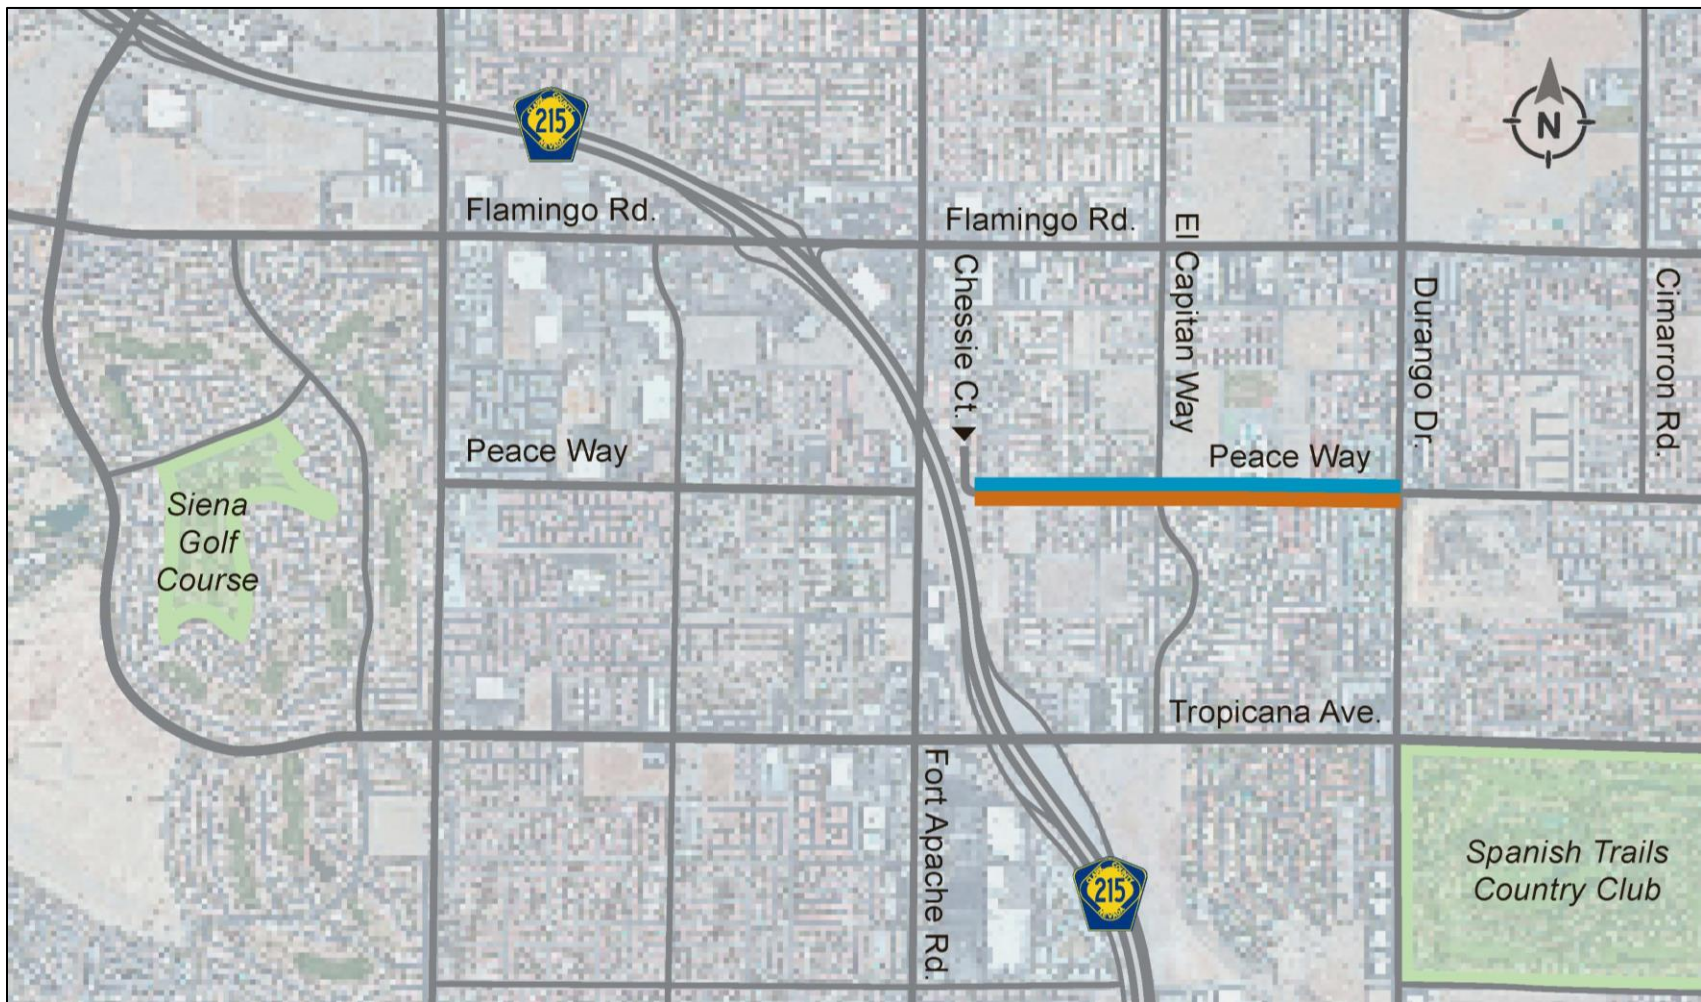 215
Flamingo Rd.
Flamingo Rd.
N
El Capitan Way
Chessie Ct.
Durango Dr.
Cimarron Rd.
Peace Way
Peace Way
Siena
Golf
Course
Tropicana Ave.
Fort Apache Rd.
215
Spanish Trails
Country Club